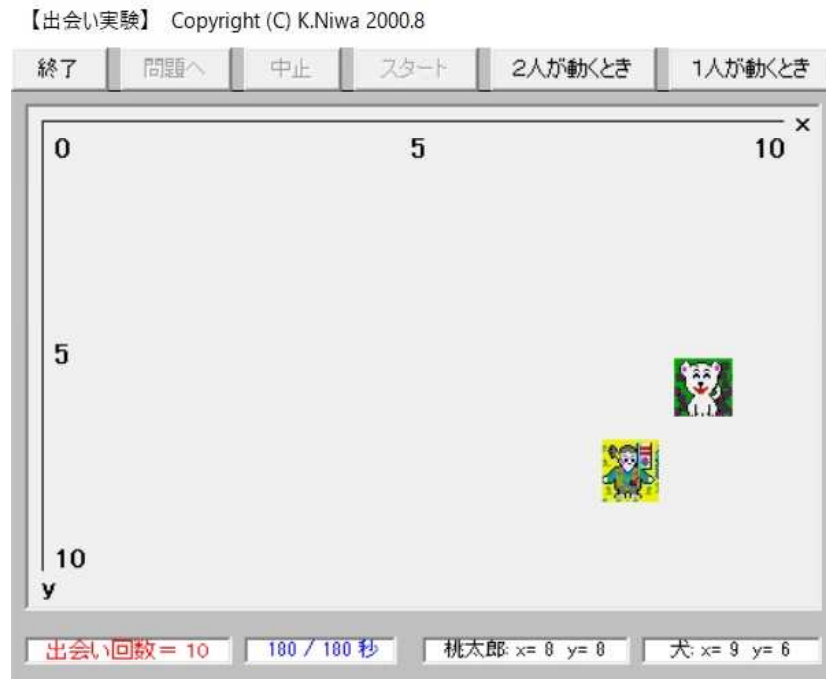 【出会い実験】 Copyright (C) K.Niwa 2000.8
終了 問題へ 中止 スタート 2人が動くとき 1人が動くとき
x
0 5 10
5
10
y
出会い回数= 10 180 / 180 秒 桃太郎: x= 8 y= 8 犬: x= 9 y= 6